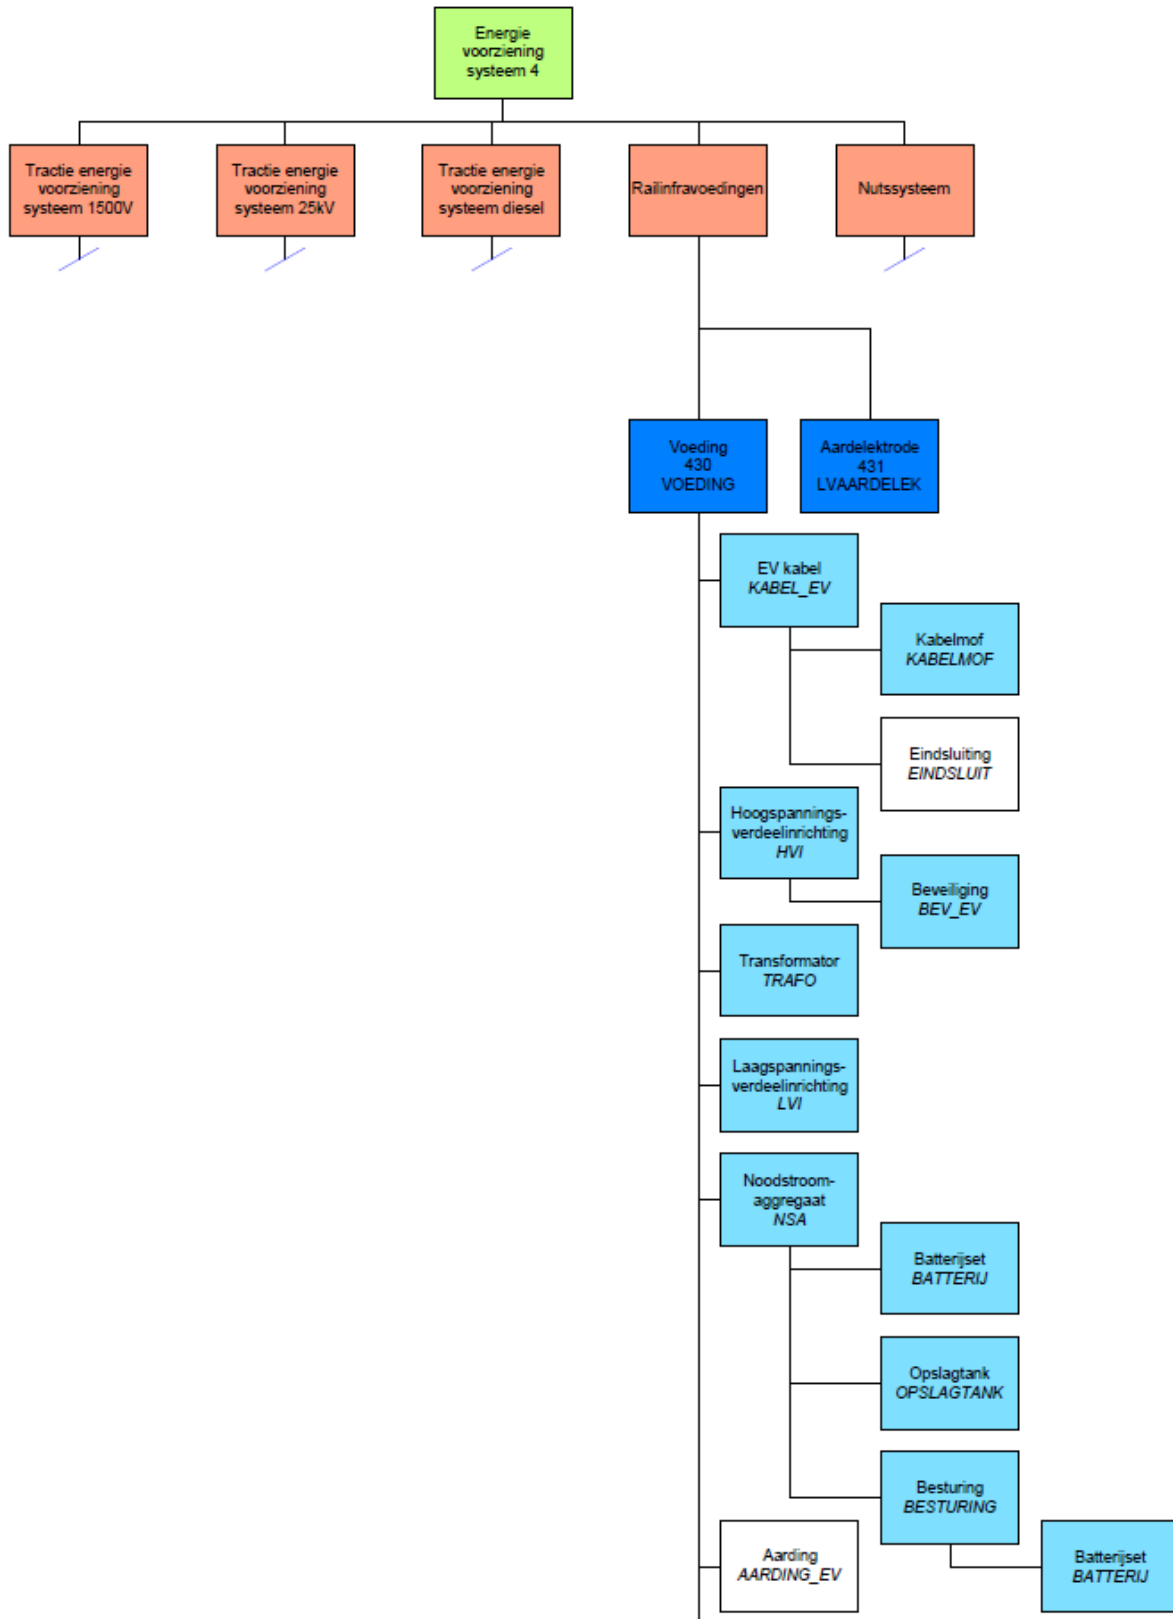 Energie
voorziening
systeem 4
Tractie energie
voorziening
systeem 1500V
Tractie energie
voorziening
systeem 25kV
Tractie energie
voorziening
systeem diesel
Railinfravoedingen
Nutssysteem
Voeding
430
VOEDING
Aardelektrode
431
LVAARDELEK
EV kabel
KABEL_EV
Kabelmof
KABELMOF
Eindsluiting
EINDSLUIT
Hoogspannings-
verdeelinrichting
HVI
Beveiliging
BEV_EV
Transformator
TRAFO
Laagspannings-
verdeelinrichting
LVI
Noodstroom-
aggregaat
NSA
Batterijset
BATTERIJ
Opslagtank
OPSLAGTANK
Besturing
BESTURING
Aarding
AARDING_EV
Batterijset
BATTERIJ